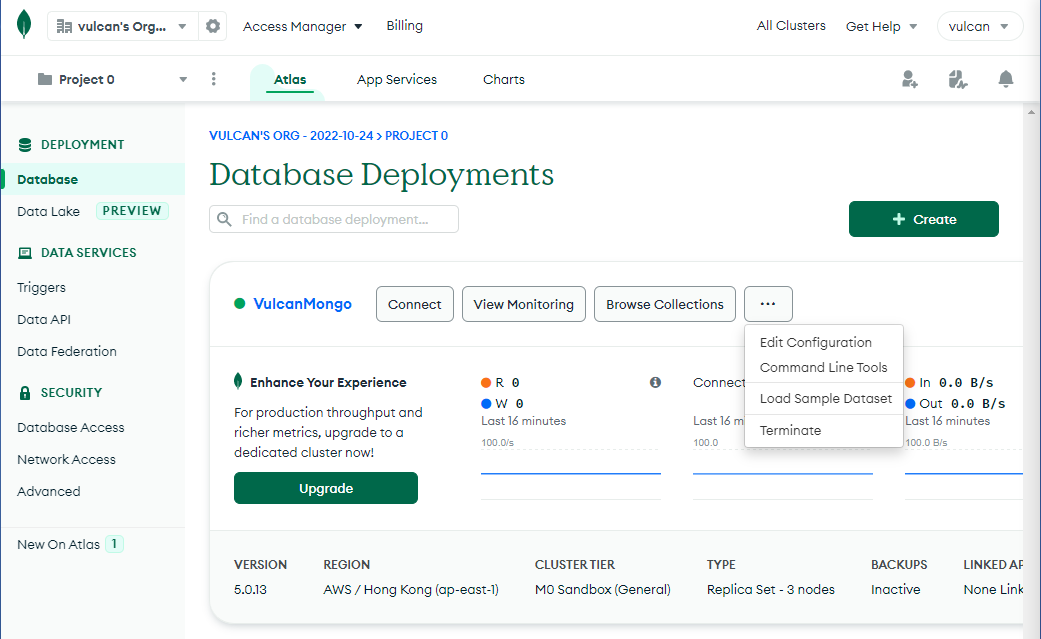 vulcan's Org...
Access Manager
Billing
All Clusters
Get Help
vulcan
Project 0
Atlas
App Services
Charts
DEPLOYMENT
Database
Data Lake PREVIEW
DATA SERVICES
Triggers
Data API
Data Federation
SECURITY
Database Access
Network Access
Advanced
New On Atlas 1
VULCAN'S ORG - 2022-10-24 > PROJECT 0
Database Deployments
Find a database deployment...
+ Create
VulcanMongo
Connect
View Monitoring
Browse Collections
...
Edit Configuration
Command Line Tools
Load Sample Dataset
Terminate
Enhance Your Experience
For production throughput and
richer metrics, upgrade to a
dedicated cluster now!
Upgrade
R 0
W 0
Last 16 minutes
100.0/s
Connect
Last 16 m
100.0
In 0.0 B/s
Out 0.0 B/s
Last 16 minutes
100.0 B/s
VERSION
5.0.13
REGION
AWS / Hong Kong (ap-east-1)
CLUSTER TIER
M0 Sandbox (General)
TYPE
Replica Set - 3 nodes
BACKUPS
Inactive
LINKED AP
None Link